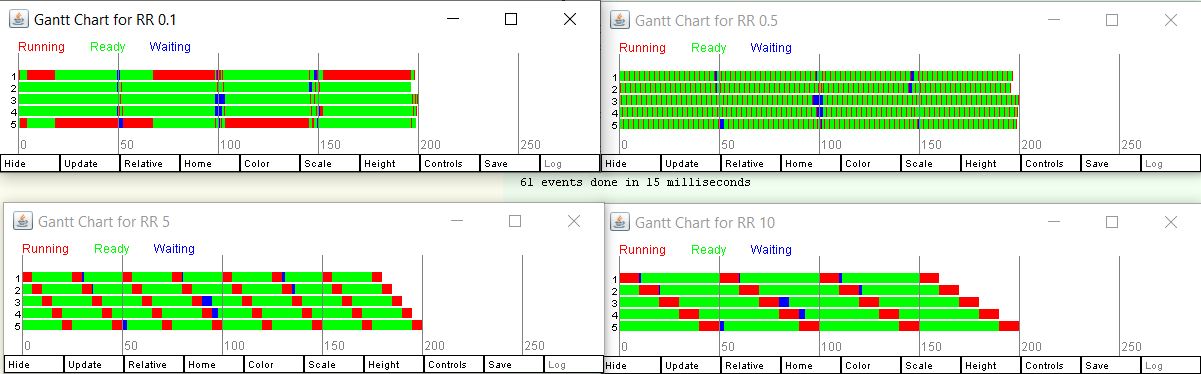 Gantt Chart for RR 0.1
Running Ready Waiting
1
2
3
4
5
0 50 100 150 200 250
Hide Update Relative Home Color Scale Height Controls Save Log
Gantt Chart for RR 0.5
Running Ready Waiting
1
2
3
4
5
0 50 100 150 200 250
Hide Update Relative Home Color Scale Height Controls Save Log
61 events done in 15 milliseconds
Gantt Chart for RR 5
Running Ready Waiting
1
2
3
4
5
0 50 100 150 200 250
Hide Update Relative Home Color Scale Height Controls Save Log
Gantt Chart for RR 10
Running Ready Waiting
1
2
3
4
5
0 50 100 150 200 250
Hide Update Relative Home Color Scale Height Controls Save Log